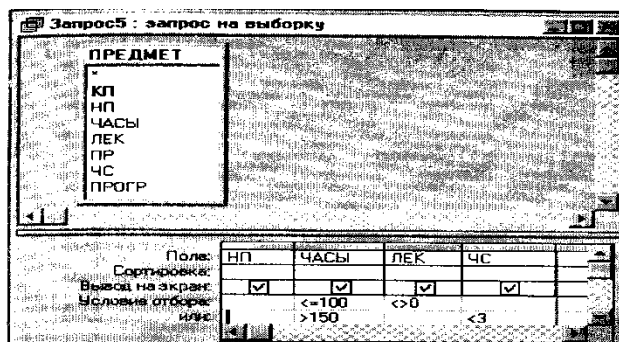 Запрос5 : запрос на выборку
ПРЕДМЕТ
*
КП
НП
ЧАСЫ
ЛЕК
ПР
ЧС
ПРОГР
Поле: НП ЧАСЫ ЛЕК ЧС
Сортировка:
Вывод на экран:
Условия отбора: <=100 <>0
или: >150 <3